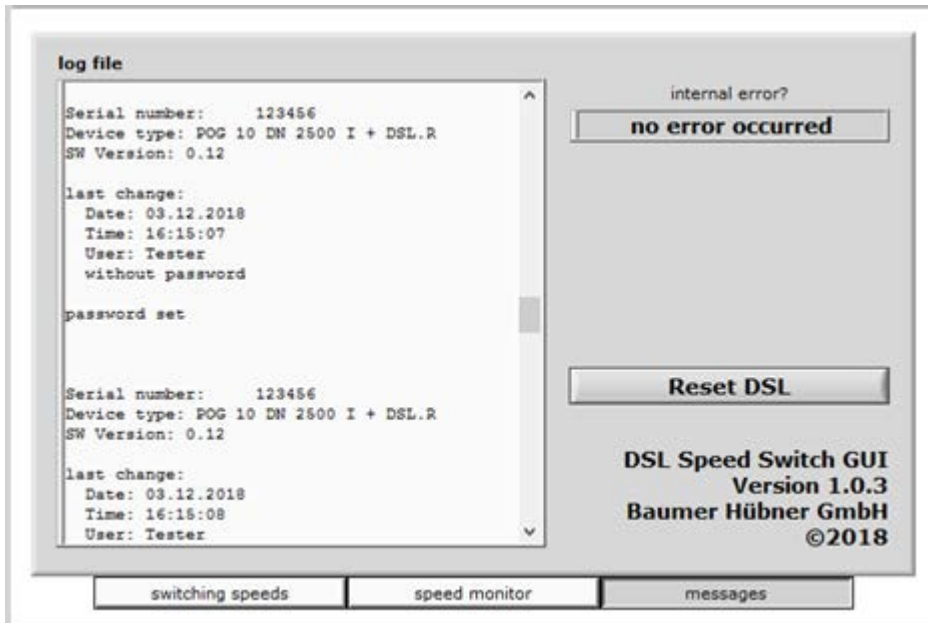 log file
Serial number: 123456
Device type: POG 10 DN 2500 I + DSL.R
SW Version: 0.12
last change:
Date: 03.12.2018
Time: 16:15:07
User: Tester
without password
password set
Serial number: 123456
Device type: POG 10 DN 2500 I + DSL.R
SW Version: 0.12
last change:
Date: 03.12.2018
Time: 16:15:08
User: Tester
internal error?
no error occurred
Reset DSL
DSL Speed Switch GUI
Version 1.0.3
Baumer Hübner GmbH
©2018
switching speeds
speed monitor
messages